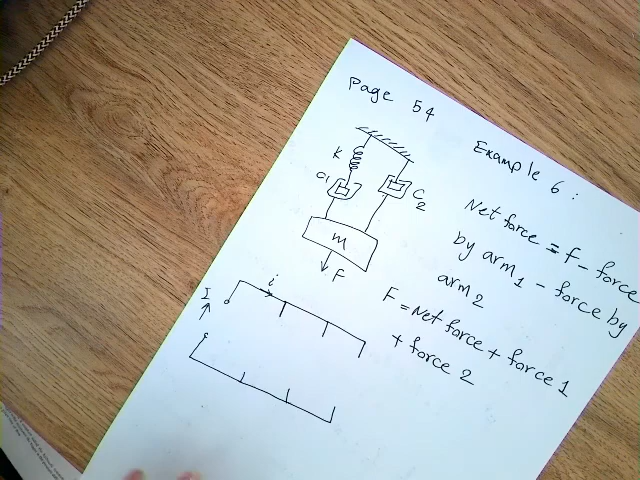 Page 54
Example 6 :
K
C1
C2
m
F
Net force = F - force
by arm1 - force by
arm2
F = Net force + force 1
+ force 2
i
I